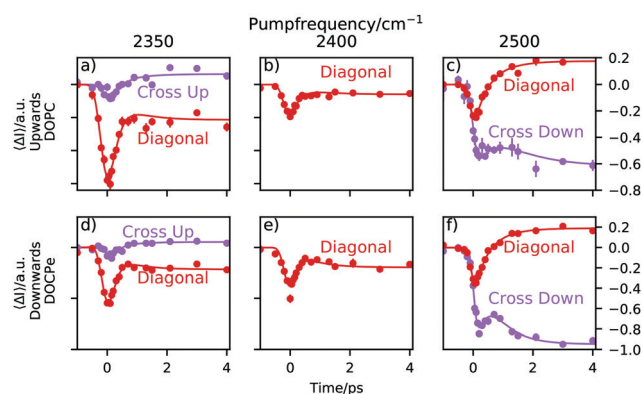 Pumpfrequency/cm⁻¹
2350 2400 2500
⟨ΔI⟩/a.u.
Upwards
DOPC
a) Cross Up
Diagonal
b) Diagonal
c) Diagonal
Cross Down
0.2
0.0
−0.2
−0.4
−0.6
−0.8
⟨ΔI⟩/a.u.
Downwards
DOCPe
d) Cross Up
Diagonal
e) Diagonal
f) Diagonal
Cross Down
0.2
0.0
−0.2
−0.4
−0.6
−0.8
−1.0
0 2 4 0 2 4 0 2 4
Time/ps